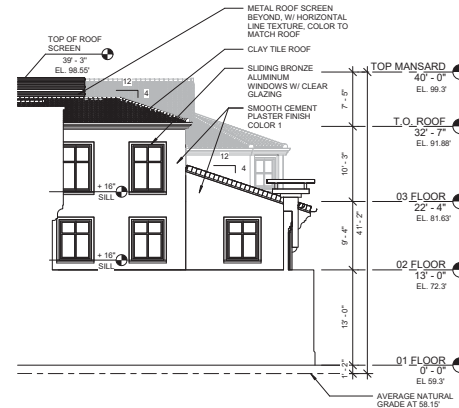 METAL ROOF SCREEN
BEYOND, W/ HORIZONTAL
LINE TEXTURE, COLOR TO
MATCH ROOF
CLAY TILE ROOF
SLIDING BRONZE
ALUMINUM
WINDOWS W/ CLEAR
GLAZING
SMOOTH CEMENT
PLASTER FINISH
COLOR 1
TOP OF ROOF
SCREEN
39' - 3"
EL. 98.55'
12
4
12
4
+ 16"
SILL
+ 16"
SILL
TOP MANSARD
40' - 0"
EL. 99.3'
T.O. ROOF
32' - 7"
EL. 91.88'
03 FLOOR
22' - 4"
EL. 81.63'
02 FLOOR
13' - 0"
EL. 72.3'
01 FLOOR
0' - 0"
EL 59.3'
7' - 5"
10' - 3"
9' - 4"
41' - 2"
13' - 0"
1' - 2"
AVERAGE NATURAL
GRADE AT 58.15'